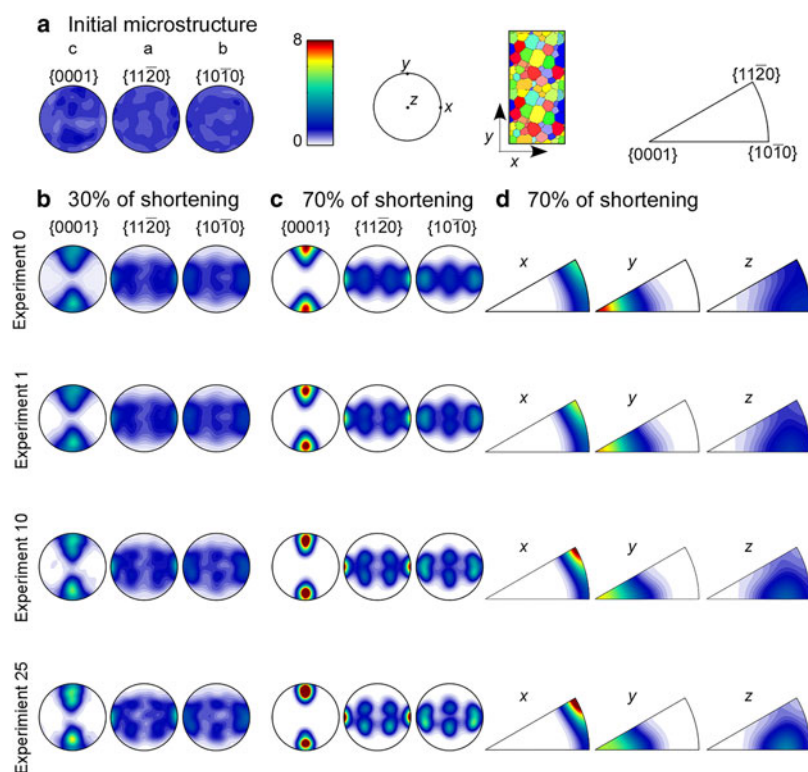 a Initial microstructure
c a b
{0001} {112̄0} {101̄0}
8
0
y
z
x
y
x
{112̄0}
{0001} {101̄0}
b 30% of shortening c 70% of shortening d 70% of shortening
{0001} {112̄0} {101̄0} {0001} {112̄0} {101̄0}
Experiment 0
x y z
Experiment 1
x y z
Experiment 10
x y z
Experimient 25
x y z